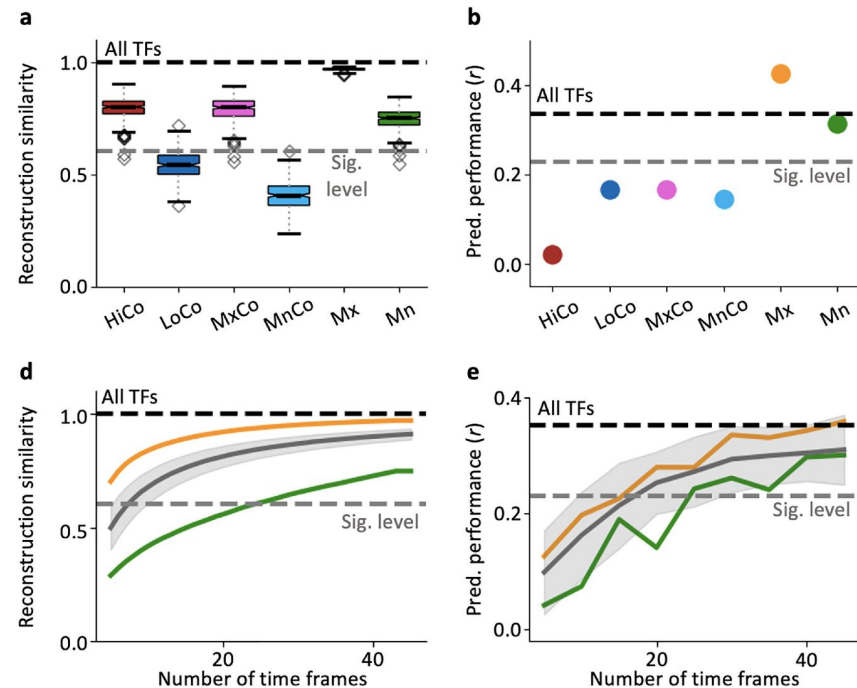 a
All TFs
Reconstruction similarity
1.0
0.5
0.0
Sig.
level
HiCo
LoCo
MxCo
MnCo
Mx
Mn
b
All TFs
Pred. performance (r)
0.4
0.2
0.0
Sig. level
HiCo
LoCo
MxCo
MnCo
Mx
Mn
d
All TFs
Reconstruction similarity
1.0
0.5
0.0
Sig. level
20
40
Number of time frames
e
All TFs
Pred. performance (r)
0.4
0.2
0.0
Sig. level
20
40
Number of time frames